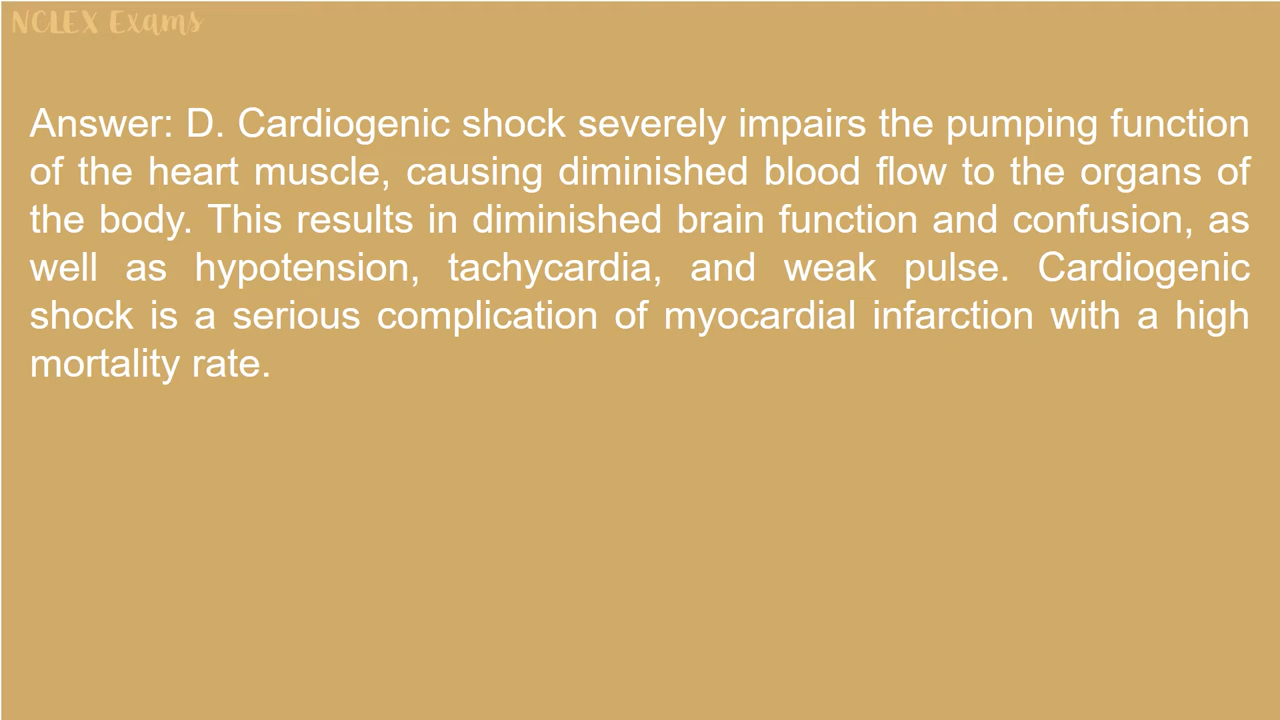 NCLEX Exams
Answer: D. Cardiogenic shock severely impairs the pumping function
of the heart muscle, causing diminished blood flow to the organs of
the body. This results in diminished brain function and confusion, as
well as hypotension, tachycardia, and weak pulse. Cardiogenic
shock is a serious complication of myocardial infarction with a high
mortality rate.